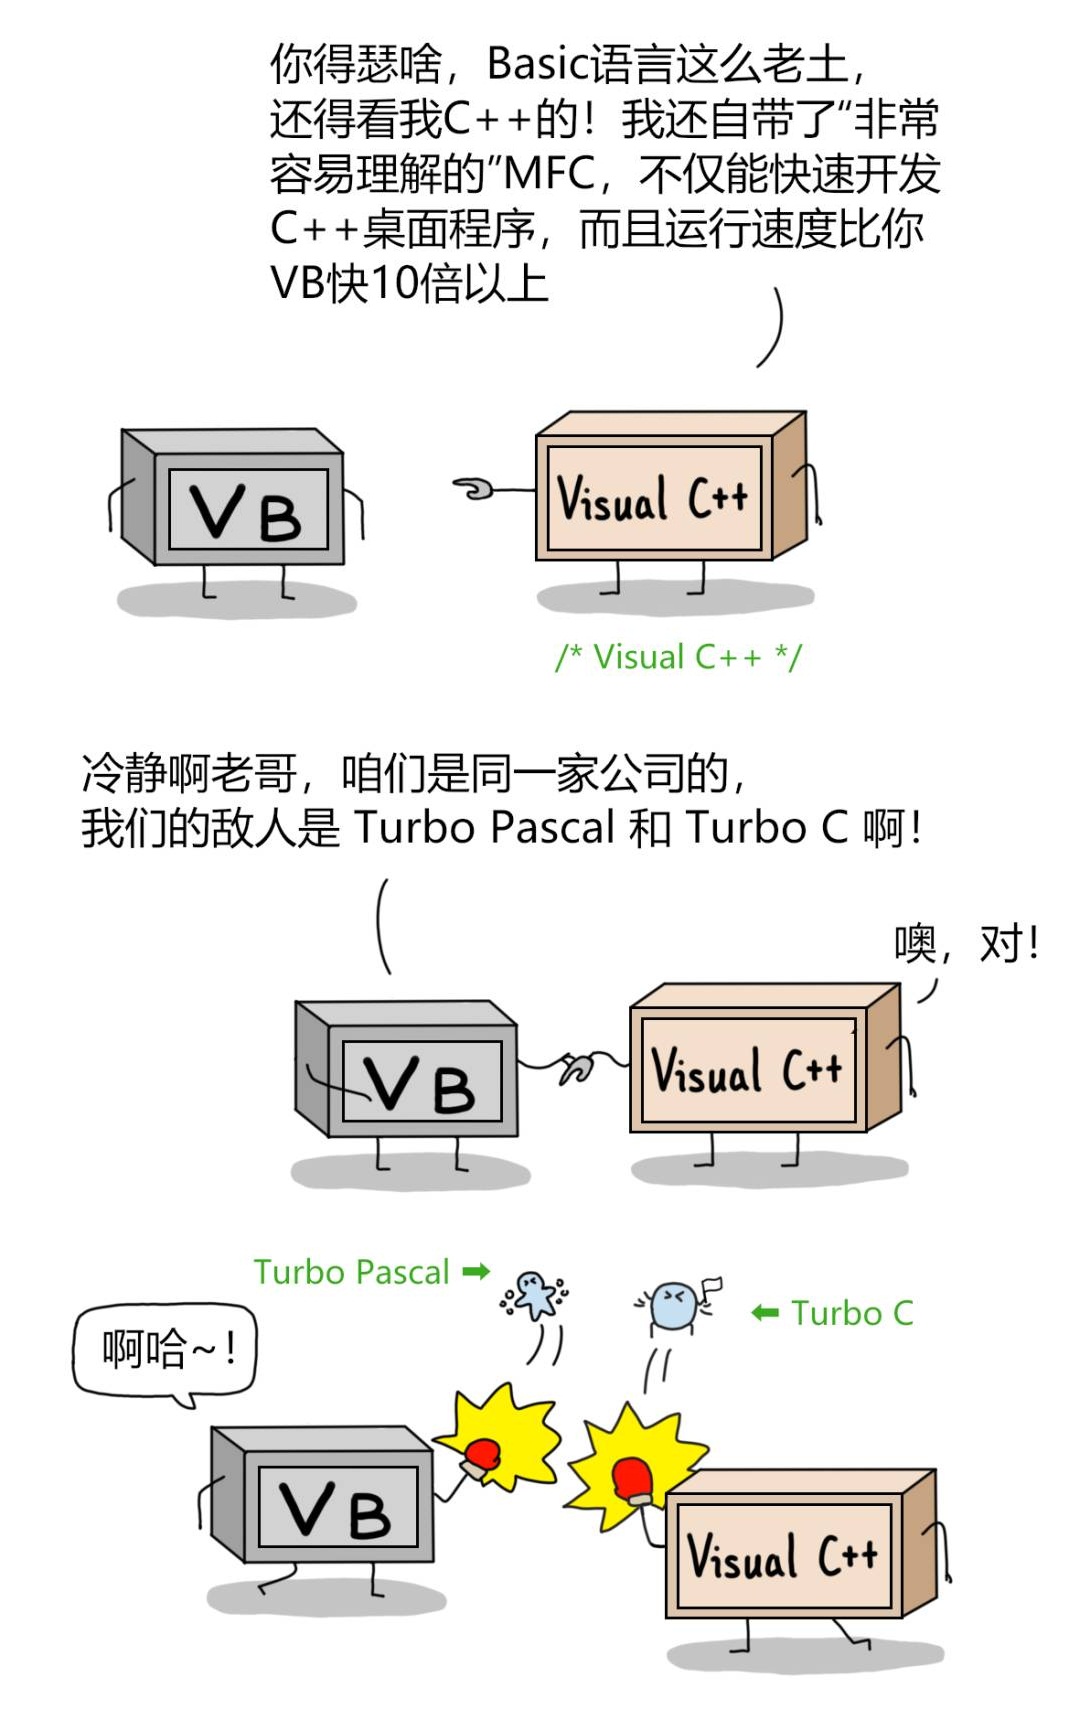 你得瑟啥，Basic语言这么老土，
还得看我C++的！我还自带了“非常
容易理解的”MFC，不仅能快速开发
C++桌面程序，而且运行速度比你
VB快10倍以上
VB
Visual C++
/* Visual C++ */
冷静啊老哥，咱们是同一家公司的，
我们的敌人是 Turbo Pascal 和 Turbo C 啊！
噢，对！
VB
Visual C++
Turbo Pascal ➡
⬅ Turbo C
啊哈~！
VB
Visual C++